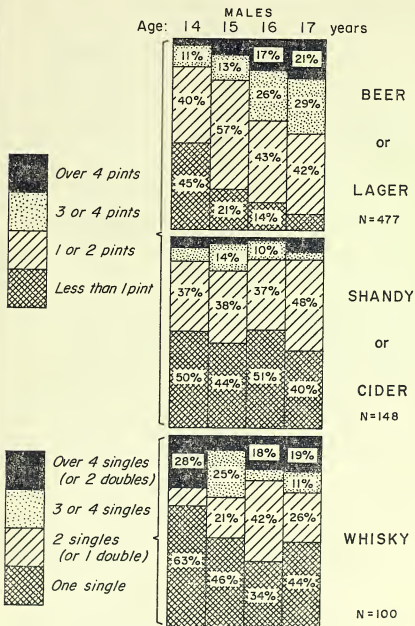 MALES
Age: 14 15 16 17 years
11% 13% 17% 21%
26% 29%
40% 57% 43% 42%
45% 21% 14%
BEER
or
LAGER
N=477
Over 4 pints
3 or 4 pints
1 or 2 pints
Less than 1 pint
14% 10%
37% 38% 37% 48%
50% 44% 51% 40%
SHANDY
or
CIDER
N=148
28% 25% 18% 19%
11%
21% 42% 26%
63% 46% 34% 44%
WHISKY
N=100
Over 4 singles
(or 2 doubles)
3 or 4 singles
2 singles
(or 1 double)
One single